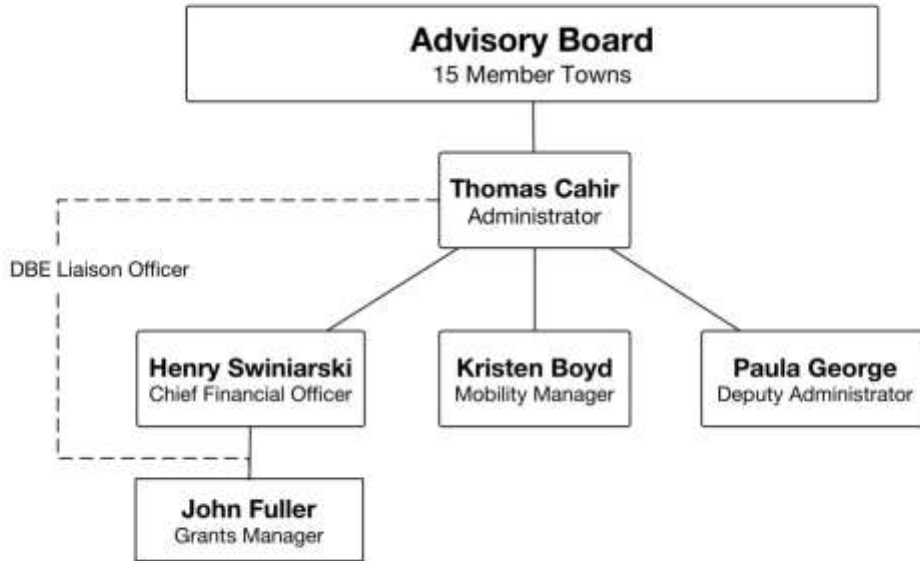 Advisory Board
15 Member Towns
Thomas Cahir
Administrator
DBE Liaison Officer
Henry Swiniarski
Chief Financial Officer
Kristen Boyd
Mobility Manager
Paula George
Deputy Administrator
John Fuller
Grants Manager